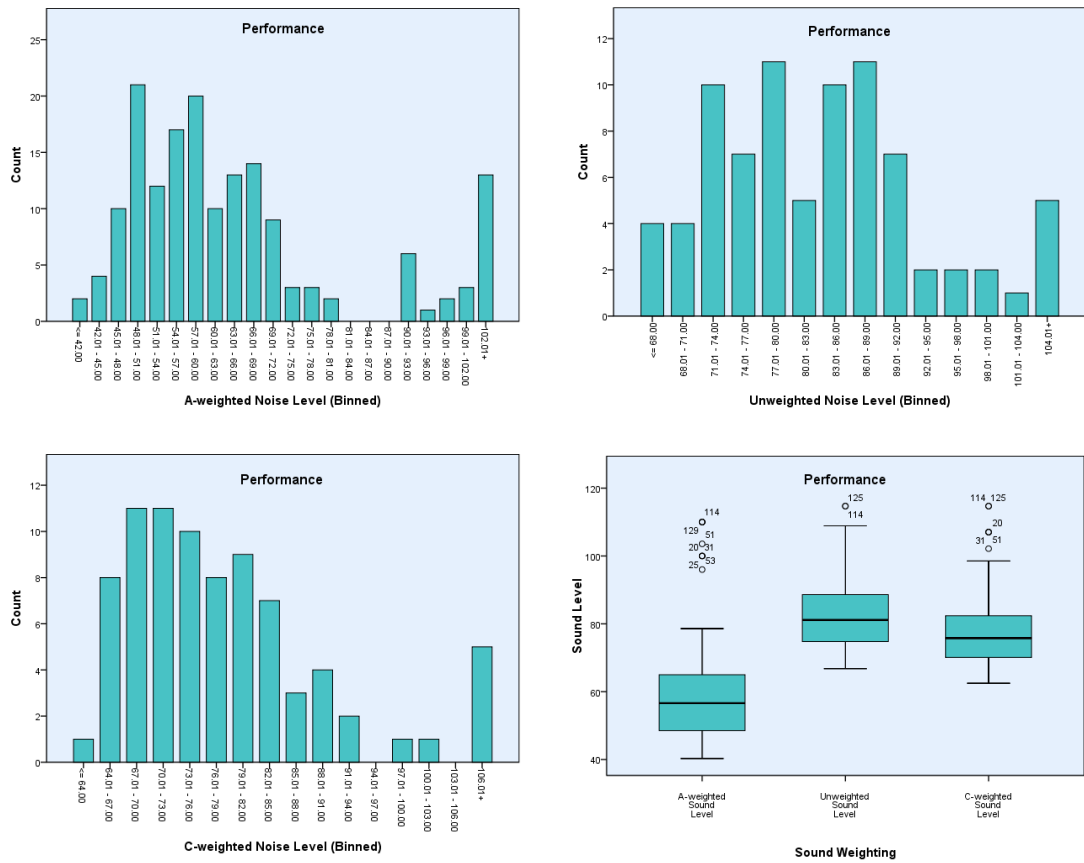 Performance
25
20
15
10
5
0
Count
<= 42.00
42.01 - 45.00
45.01 - 48.00
48.01 - 51.00
51.01 - 54.00
54.01 - 57.00
57.01 - 60.00
60.01 - 63.00
63.01 - 66.00
66.01 - 69.00
69.01 - 72.00
72.01 - 75.00
75.01 - 78.00
78.01 - 81.00
81.01 - 84.00
84.01 - 87.00
87.01 - 90.00
90.01 - 93.00
93.01 - 96.00
96.01 - 99.00
99.01 - 102.00
102.01+
A-weighted Noise Level (Binned)
Performance
12
10
8
6
4
2
0
Count
<= 68.00
68.01 - 71.00
71.01 - 74.00
74.01 - 77.00
77.01 - 80.00
80.01 - 83.00
83.01 - 86.00
86.01 - 89.00
89.01 - 92.00
92.01 - 95.00
95.01 - 98.00
98.01 - 101.00
101.01 - 104.00
104.01+
Unweighted Noise Level (Binned)
Performance
12
10
8
6
4
2
0
Count
<= 64.00
64.01 - 67.00
67.01 - 70.00
70.01 - 73.00
73.01 - 76.00
76.01 - 79.00
79.01 - 82.00
82.01 - 85.00
85.01 - 88.00
88.01 - 91.00
91.01 - 94.00
94.01 - 97.00
97.01 - 100.00
100.01 - 103.00
103.01 - 106.00
106.01+
C-weighted Noise Level (Binned)
Performance
120
100
80
60
40
Sound Level
114
129 51
20 31
25 53
125
114
114 125
20
31 51
A-weighted
Sound
Level
Unweighted
Sound
Level
C-weighted
Sound
Level
Sound Weighting